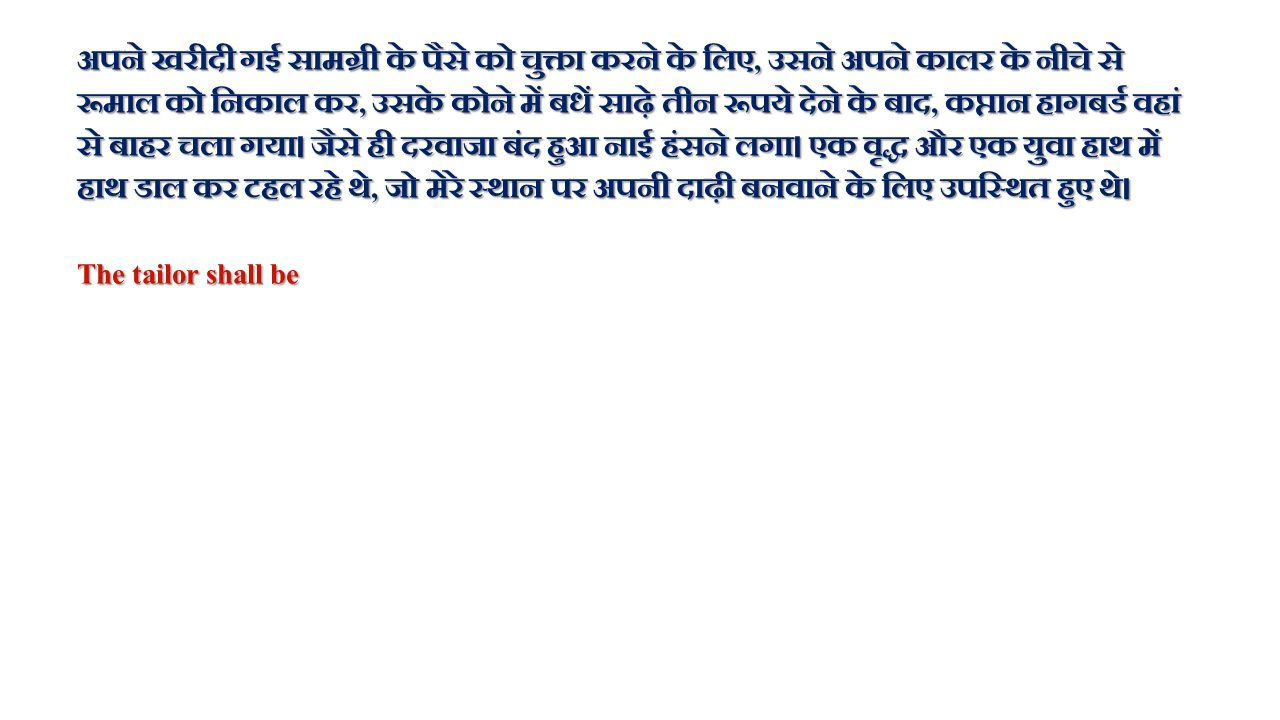 अपने खरीदी गई सामग्री के पैसे को चुक्ता करने के लिए, उसने अपने कालर के नीचे से
रूमाल को निकाल कर, उसके कोने में बधें साढ़े तीन रूपये देने के बाद, कप्तान हागबर्ड वहां
से बाहर चला गया। जैसे ही दरवाजा बंद हुआ नाई हंसने लगा। एक वृद्ध और एक युवा हाथ में
हाथ डाल कर टहल रहे थे, जो मेरे स्थान पर अपनी दाढ़ी बनवाने के लिए उपस्थित हुए थे।
The tailor shall be